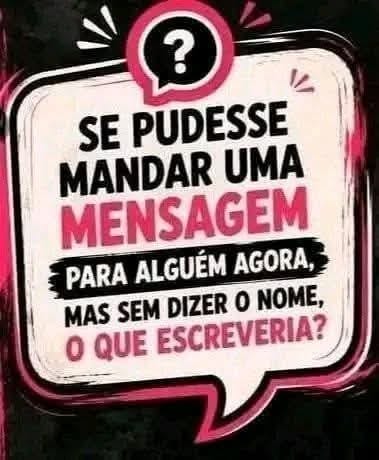 ?
SE PUDESSE
MANDAR UMA
MENSAGEM
PARA ALGUÉM AGORA,
MAS SEM DIZER O NOME,
O QUE ESCREVERIA?